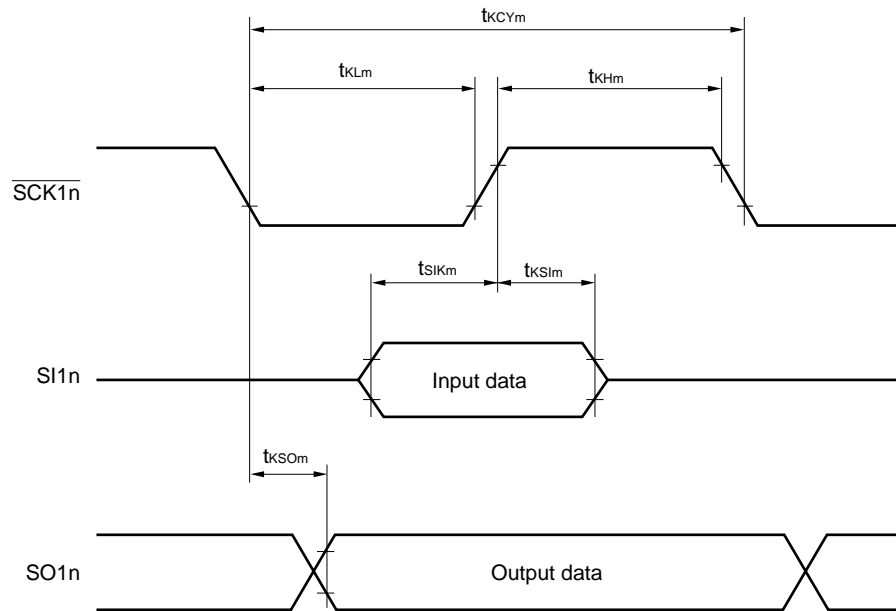 tKCYm
tKLm
tKHm
SCK1n
tSIKm
tKSIm
SI1n
Input data
tKSOm
SO1n
Output data